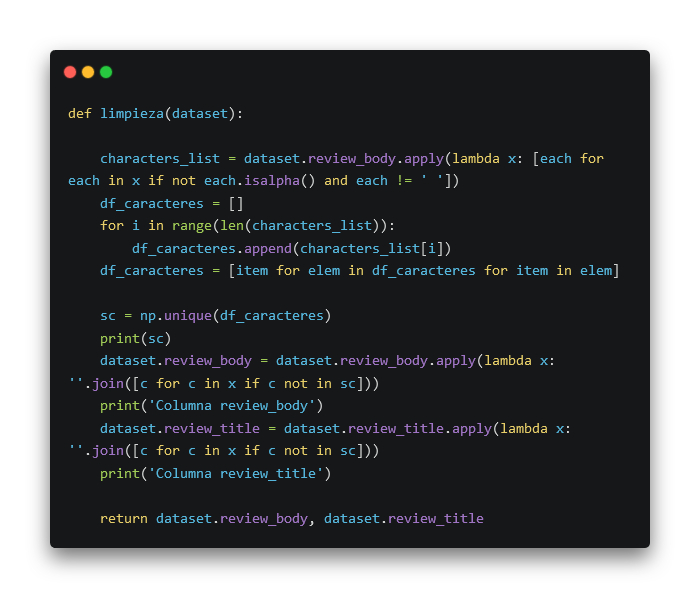 def limpieza(dataset):
    characters_list = dataset.review_body.apply(lambda x: [each for
each in x if not each.isalpha() and each != ' '])
    df_caracteres = []
    for i in range(len(characters_list)):
        df_caracteres.append(characters_list[i])
    df_caracteres = [item for elem in df_caracteres for item in elem]
    sc = np.unique(df_caracteres)
    print(sc)
    dataset.review_body = dataset.review_body.apply(lambda x:
''.join([c for c in x if c not in sc]))
    print('Columna review_body')
    dataset.review_title = dataset.review_title.apply(lambda x:
''.join([c for c in x if c not in sc]))
    print('Columna review_title')
    return dataset.review_body, dataset.review_title